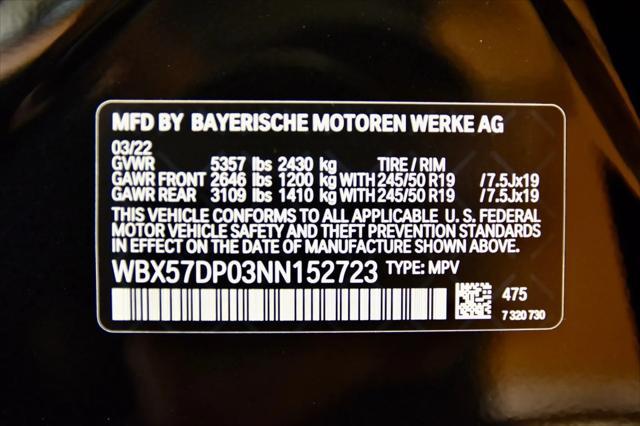 MFD BY BAYERISCHE MOTOREN WERKE AG
03/22
GVWR 5357 lbs 2430 kg TIRE / RIM
GAWR FRONT 2646 lbs 1200 kg WITH 245/50 R19 /7.5Jx19
GAWR REAR 3109 lbs 1410 kg WITH 245/50 R19 /7.5Jx19
THIS VEHICLE CONFORMS TO ALL APPLICABLE U. S. FEDERAL
MOTOR VEHICLE SAFETY AND THEFT PREVENTION STANDARDS
IN EFFECT ON THE DATE OF MANUFACTURE SHOWN ABOVE.
WBX57DP03NN152723 TYPE: MPV
475
7 320 730